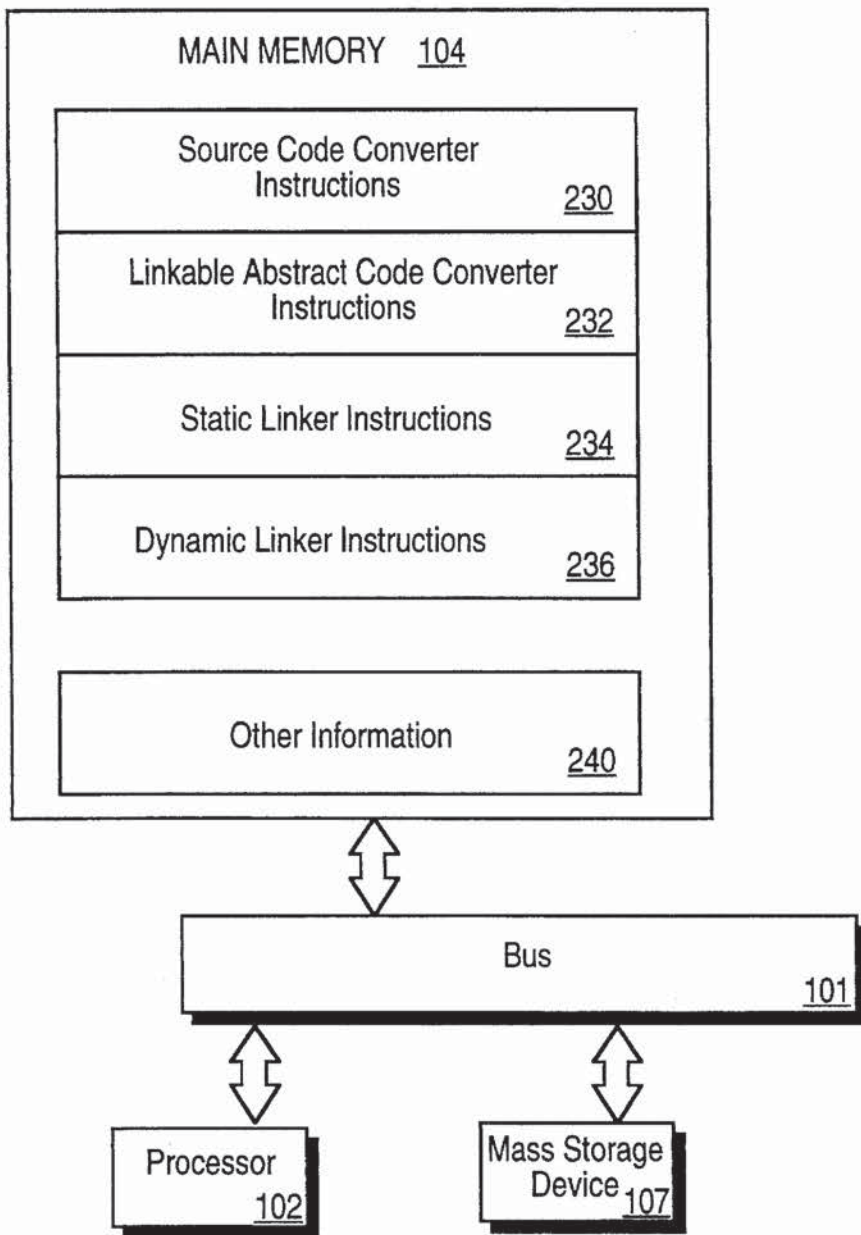 MAIN MEMORY 104
Source Code Converter
Instructions
230
Linkable Abstract Code Converter
Instructions
232
Static Linker Instructions
234
Dynamic Linker Instructions
236
Other Information
240
Bus
101
Processor
102
Mass Storage
Device 107